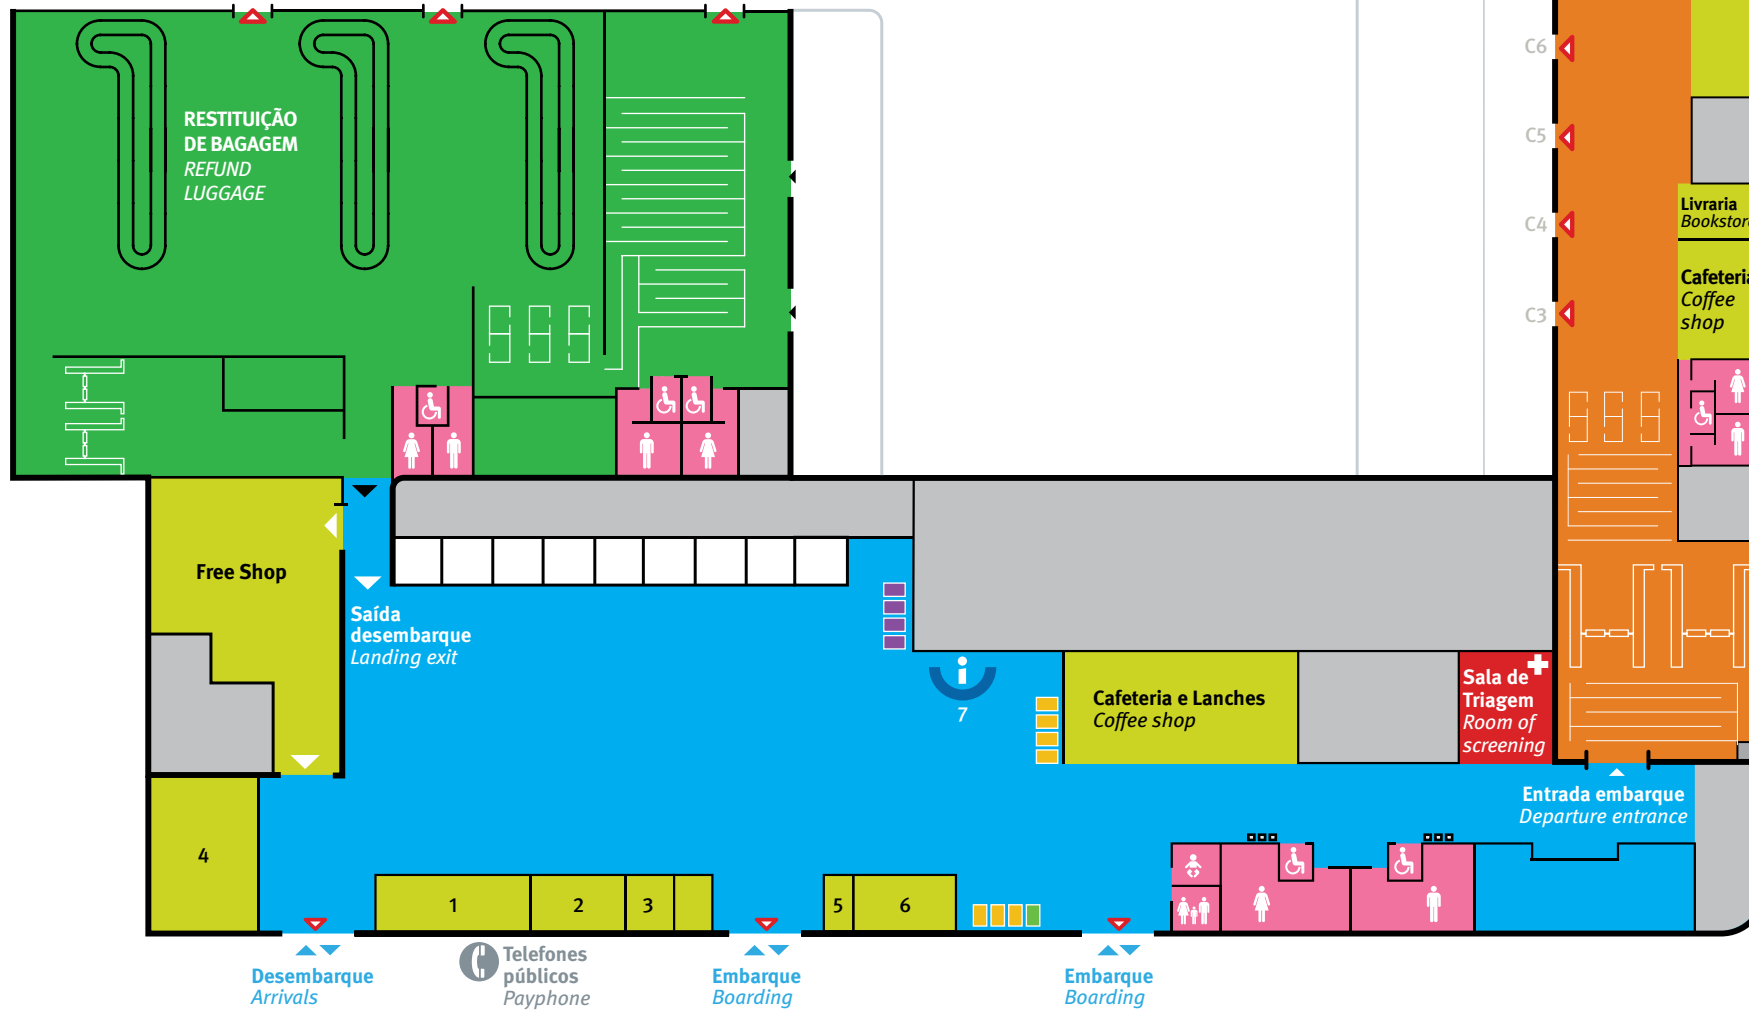 RESTITUIÇÃO
DE BAGAGEM
REFUND
LUGGAGE
C6
C5
C4
C3
Livraria
Bookstore
Cafeteria
Coffee
shop
Free Shop
Saída
desembarque
Landing exit
i
7
Cafeteria e Lanches
Coffee shop
Sala de
Triagem
Room of
screening
Entrada embarque
Departure entrance
4
1
2
3
5
6
Desembarque
Arrivals
Telefones
públicos
Payphone
Embarque
Boarding
Embarque
Boarding